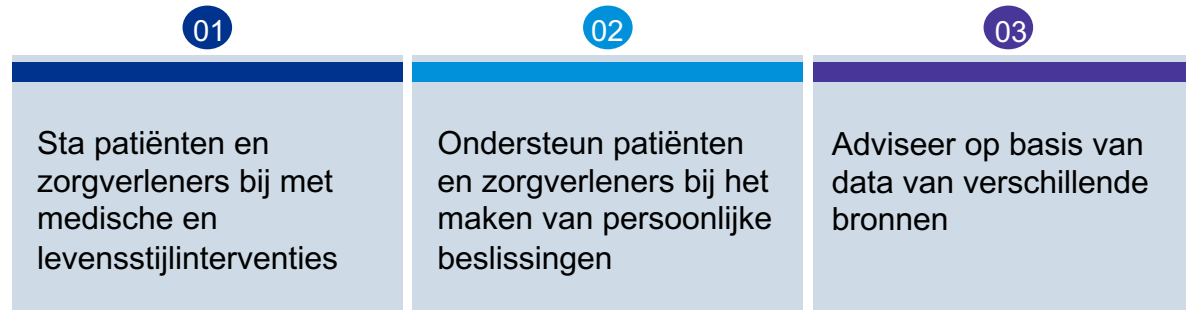 01
Sta patiënten en
zorgverleners bij met
medische en
levensstijlinterventies
02
Ondersteun patiënten
en zorgverleners bij het
maken van persoonlijke
beslissingen
03
Adviseer op basis van
data van verschillende
bronnen